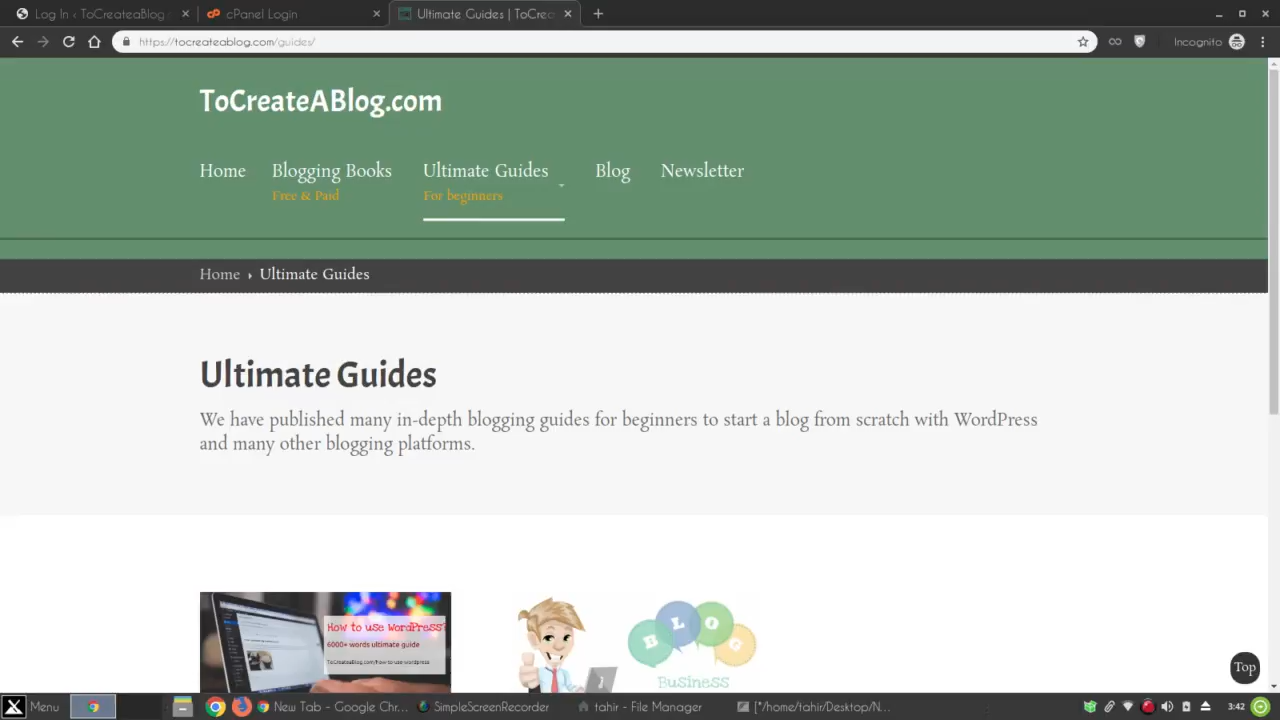 Log In ‹ ToCreateaBlog
cPanel Login
Ultimate Guides | ToCrea
https://tocreateablog.com/guides/
Incognito
ToCreateABlog.com
Home
Blogging Books
Free & Paid
Ultimate Guides
For beginners
Blog
Newsletter
Home
Ultimate Guides
Ultimate Guides
We have published many in-depth blogging guides for beginners to start a blog from scratch with WordPress
and many other blogging platforms.
How to use WordPress?
6000+ words ultimate guide
ToCreateaBlog.com/how to use wordpress
BLOG
Business
Top
Menu
New Tab - Google Chr...
SimpleScreenRecorder
tahir - File Manager
["/home/tahir/Desktop/N...
3:42